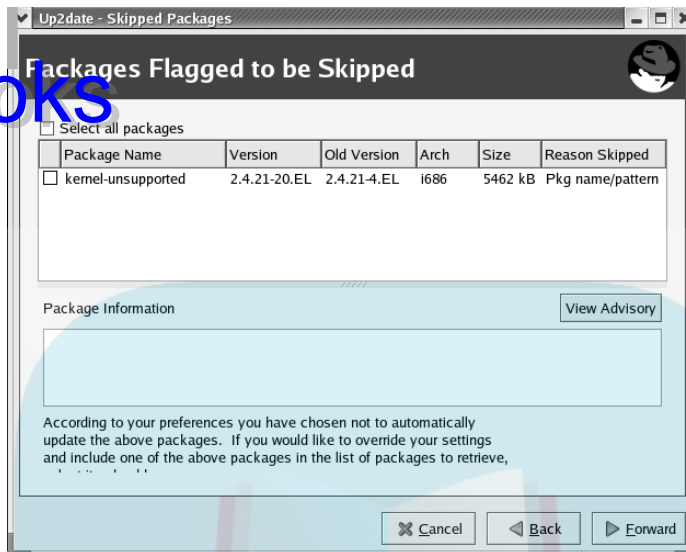 Up2date - Skipped Packages
Packages Flagged to be Skipped
oks
Select all packages
Package Name Version Old Version Arch Size Reason Skipped
kernel-unsupported 2.4.21-20.EL 2.4.21-4.EL i686 5462 kB Pkg name/pattern
Package Information
View Advisory
According to your preferences you have chosen not to automatically
update the above packages. If you would like to override your settings
and include one of the above packages in the list of packages to retrieve,
Cancel Back Forward